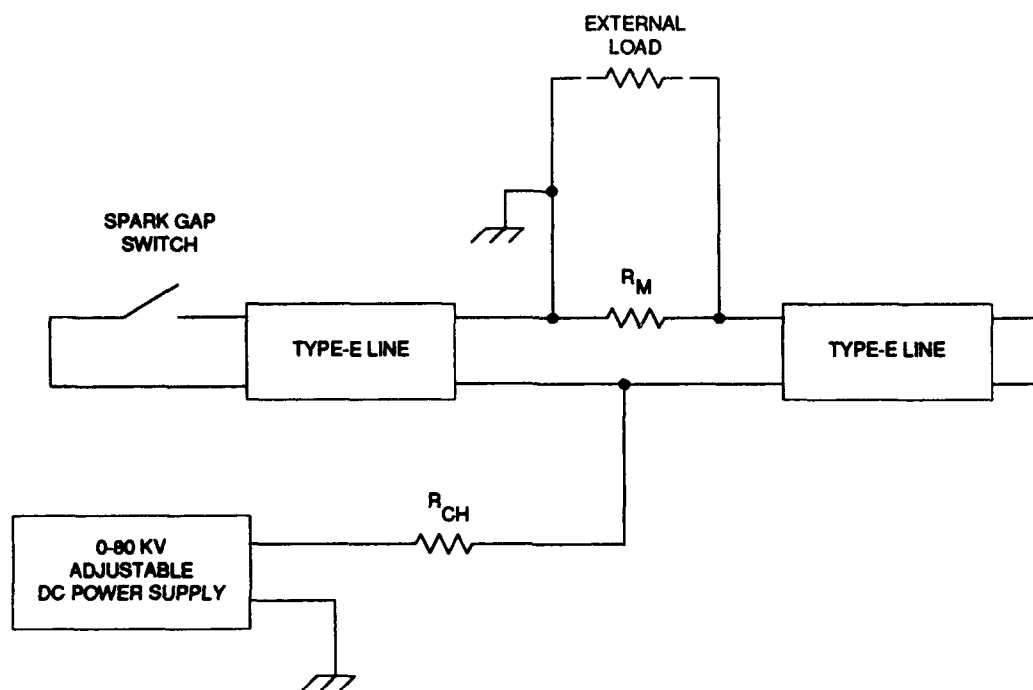 EXTERNAL
LOAD
SPARK GAP
SWITCH
R_M
TYPE-E LINE
TYPE-E LINE
R_CH
0-80 KV
ADJUSTABLE
DC POWER SUPPLY